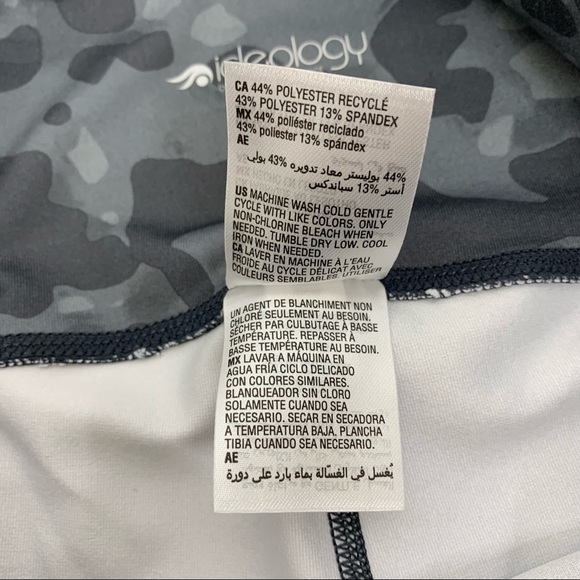 ideology
CA 44% POLYESTER RECYCLÉ
43% POLYESTER 13% SPANDEX
MX 44% poliéster reciclado
43% poliéster 13% spándex
AE
44% بوليستر معاد تدويره 43% بولي
أستر 13% سباندكس
US MACHINE WASH COLD GENTLE
CYCLE WITH LIKE COLORS. ONLY
NON-CHLORINE BLEACH WHEN
NEEDED. TUMBLE DRY LOW. COOL
IRON WHEN NEEDED.
CA LAVER EN MACHINE À L'EAU
FROIDE AU CYCLE DÉLICAT AVEC
COULEURS SEMBLABLES. UTILISER
UN AGENT DE BLANCHIMENT NON
CHLORÉ SEULEMENT AU BESOIN.
SÉCHER PAR CULBUTAGE À BASSE
TEMPÉRATURE. REPASSER À
BASSE TEMPÉRATURE AU BESOIN.
MX LAVAR A MÁQUINA EN
AGUA FRÍA CICLO DELICADO
CON COLORES SIMILARES.
BLANQUEADOR SIN CLORO
SOLAMENTE CUANDO SEA
NECESARIO. SECAR EN SECADORA
A TEMPERATURA BAJA. PLANCHA
TIBIA CUANDO SEA NECESARIO.
AE
يُغسل في الغسّالة بماء بارد على دورة